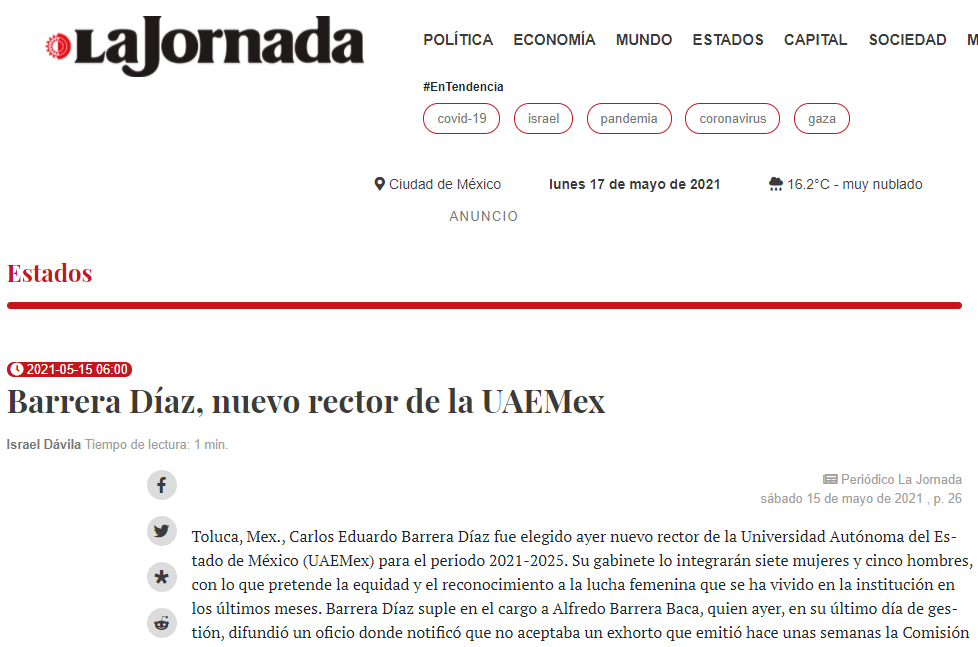 LaJornada
POLÍTICA ECONOMÍA MUNDO ESTADOS CAPITAL SOCIEDAD M
#EnTendencia
covid-19 israel pandemia coronavirus gaza
Ciudad de México lunes 17 de mayo de 2021 16.2°C - muy nublado
ANUNCIO
Estados
2021-05-15 06:00
Barrera Díaz, nuevo rector de la UAEMex
Israel Dávila Tiempo de lectura: 1 min.
Periódico La Jornada
sábado 15 de mayo de 2021 , p. 26
Toluca, Mex., Carlos Eduardo Barrera Díaz fue elegido ayer nuevo rector de la Universidad Autónoma del Es-
tado de México (UAEMex) para el periodo 2021-2025. Su gabinete lo integrarán siete mujeres y cinco hombres,
con lo que pretende la equidad y el reconocimiento a la lucha femenina que se ha vivido en la institución en
los últimos meses. Barrera Díaz suple en el cargo a Alfredo Barrera Baca, quien ayer, en su último día de ges-
tión, difundió un oficio donde notificó que no aceptaba un exhorto que emitió hace unas semanas la Comisión